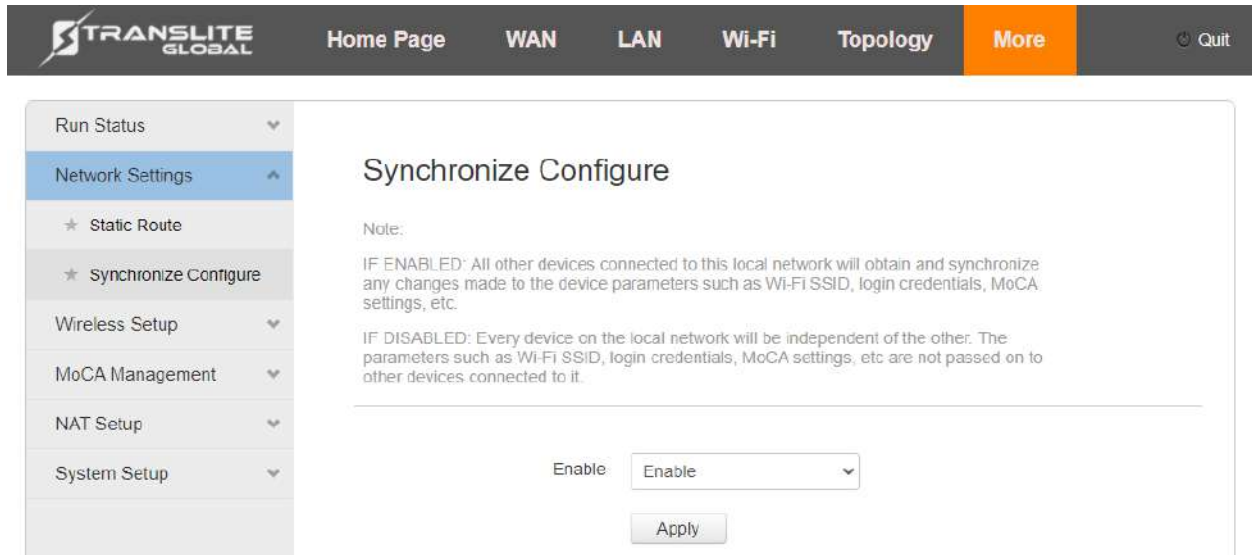 TRANSLITE
GLOBAL
Home Page WAN LAN Wi-Fi Topology More Quit
Run Status
Network Settings
Static Route
Synchronize Configure
Wireless Setup
MoCA Management
NAT Setup
System Setup
Synchronize Configure
Note:
IF ENABLED: All other devices connected to this local network will obtain and synchronize
any changes made to the device parameters such as Wi-Fi SSID, login credentials, MoCA
settings, etc.
IF DISABLED: Every device on the local network will be independent of the other. The
parameters such as Wi-Fi SSID, login credentials, MoCA settings, etc are not passed on to
other devices connected to it.
Enable Enable
Apply